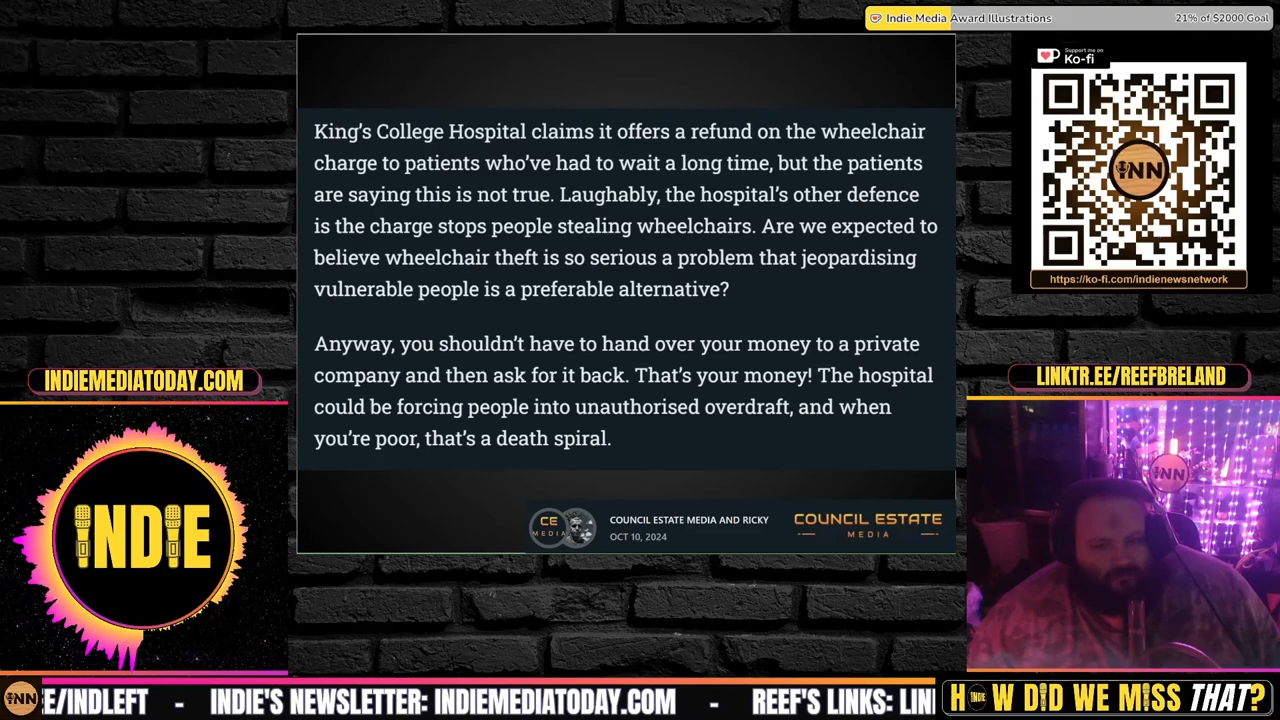 Indie Media Award Illustrations 21% of $2000 Goal
Support me on
Ko-fi
iNN
https://ko-fi.com/indienewsnetwork
King’s College Hospital claims it offers a refund on the wheelchair
charge to patients who’ve had to wait a long time, but the patients
are saying this is not true. Laughably, the hospital’s other defence
is the charge stops people stealing wheelchairs. Are we expected to
believe wheelchair theft is so serious a problem that jeopardising
vulnerable people is a preferable alternative?
Anyway, you shouldn’t have to hand over your money to a private
company and then ask for it back. That’s your money! The hospital
could be forcing people into unauthorised overdraft, and when
you’re poor, that’s a death spiral.
CE
MEDIA
COUNCIL ESTATE MEDIA AND RICKY
OCT 10, 2024
COUNCIL ESTATE
MEDIA
INDIEMEDIATODAY.COM
LINKTR.EE/REEFBRELAND
INDIE
iNN
iNN
E/INDLEFT - INDIE'S NEWSLETTER: INDIEMEDIATODAY.COM - REEF'S LINKS: LIN
HOW DID WE MISS THAT?